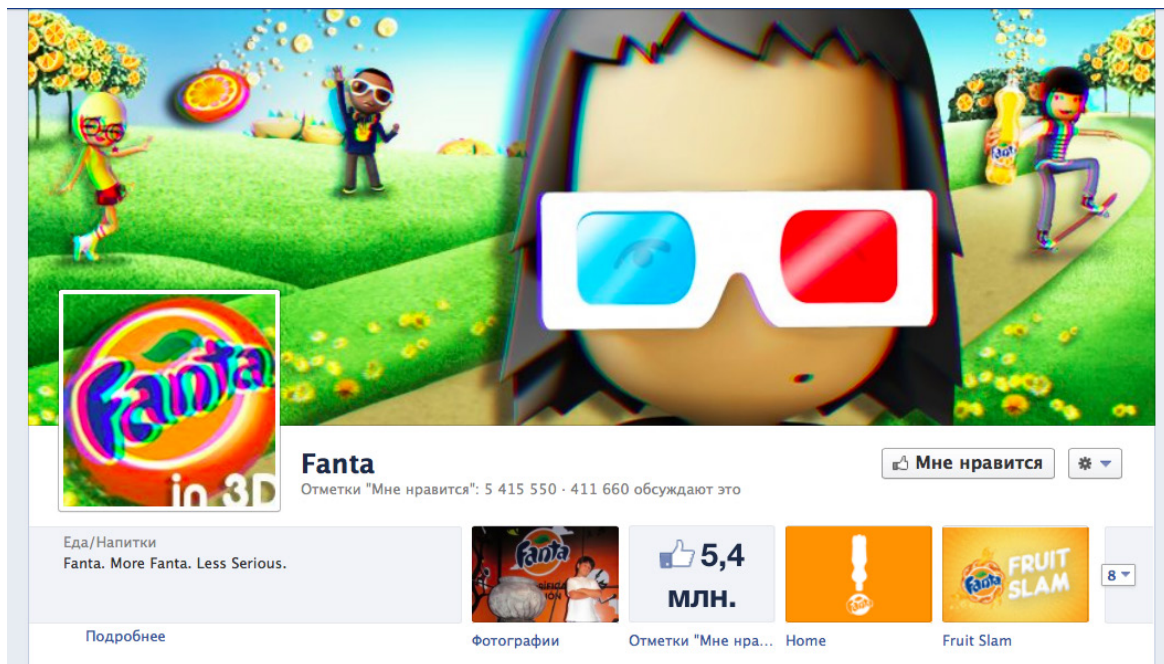 Fanta
Fanta
in 3D
Fanta
Мне нравится
Отметки "Мне нравится": 5 415 550 · 411 660 обсуждают это
Еда/Напитки
Fanta. More Fanta. Less Serious.
Подробнее
Fanta
5,4
млн.
Fanta
Fanta
FRUIT
SLAM
8
Фотографии
Отметки "Мне нра...
Home
Fruit Slam